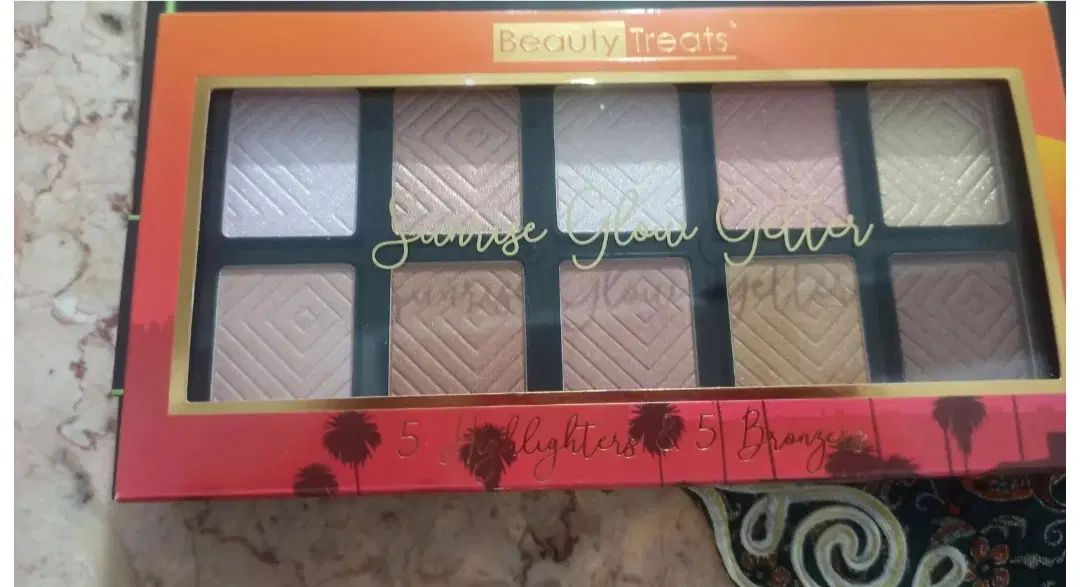 Beauty Treats
Sunrise Glow Getter
5 Highlighters & 5 Bronzers